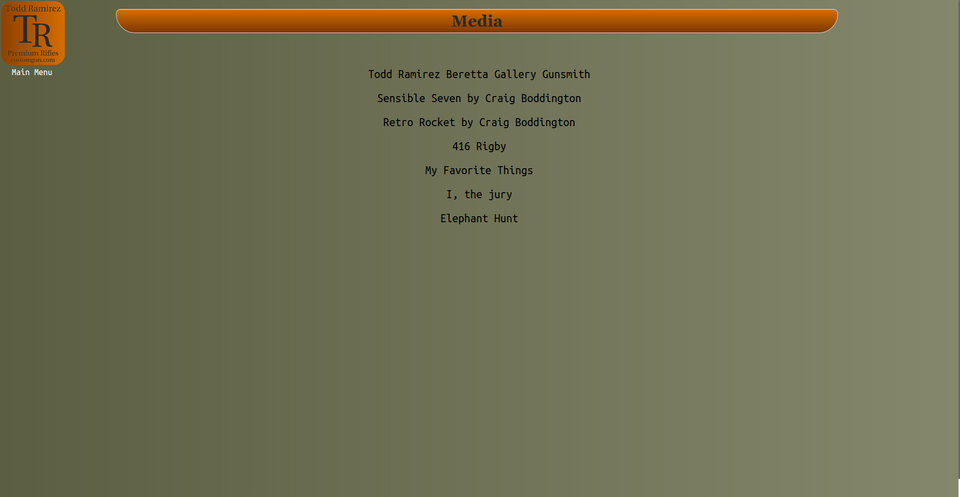 Todd Ramirez
TR
Premium Rifles
Main Menu
Media
Todd Ramirez Beretta Gallery Gunsmith
Sensible Seven by Craig Boddington
Retro Rocket by Craig Boddington
416 Rigby
My Favorite Things
I, the jury
Elephant Hunt